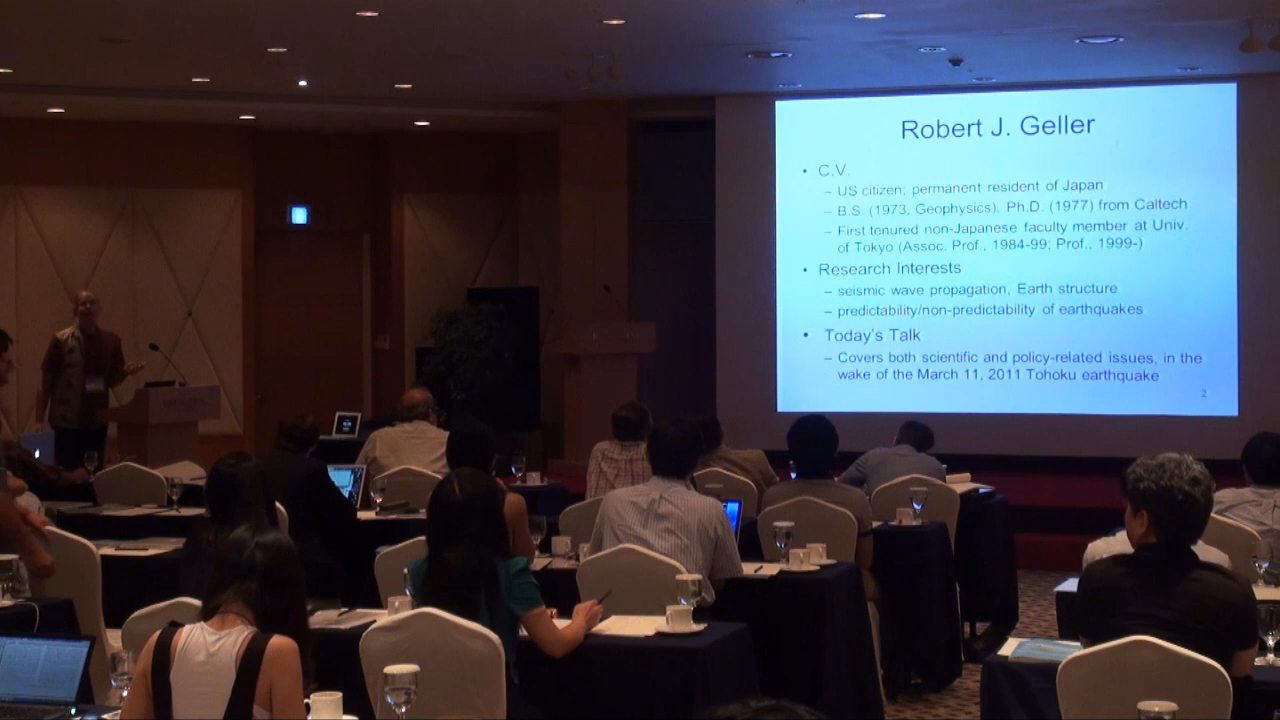 Robert J. Geller
• C.V.
– US citizen; permanent resident of Japan
– B.S. (1973, Geophysics), Ph.D. (1977) from Caltech
– First tenured non-Japanese faculty member at Univ.
of Tokyo (Assoc. Prof., 1984-99; Prof., 1999-)
• Research Interests
– seismic wave propagation, Earth structure
– predictability/non-predictability of earthquakes
• Today's Talk
– Covers both scientific and policy-related issues, in the
wake of the March 11, 2011 Tohoku earthquake
2